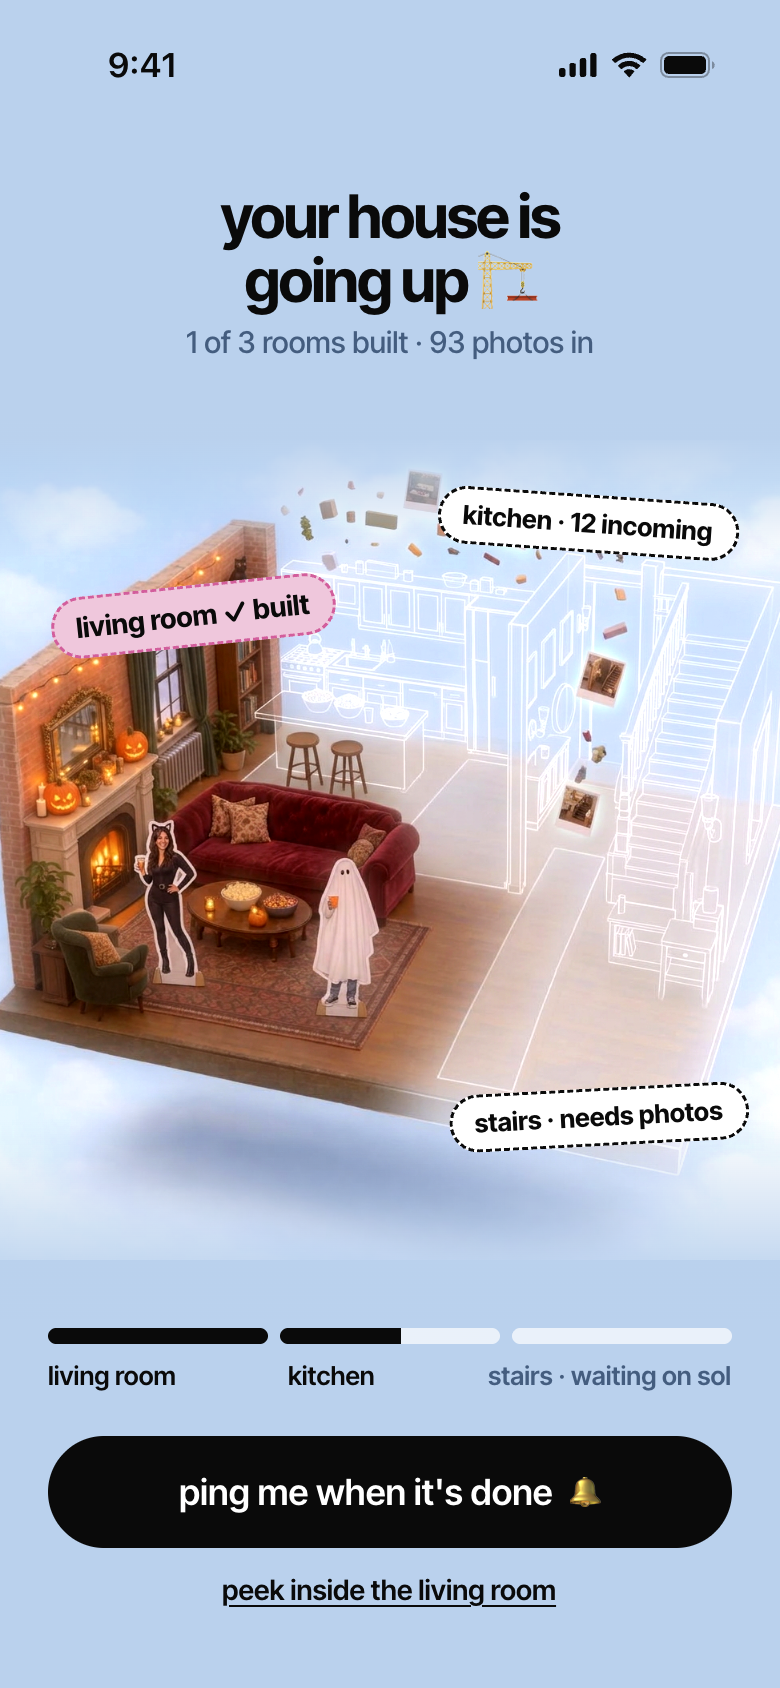 9:41
your house is
going up 🏗️
1 of 3 rooms built · 93 photos in
kitchen · 12 incoming
living room ✓ built
stairs · needs photos
living room
kitchen
stairs · waiting on sol
ping me when it's done 🔔
peek inside the living room